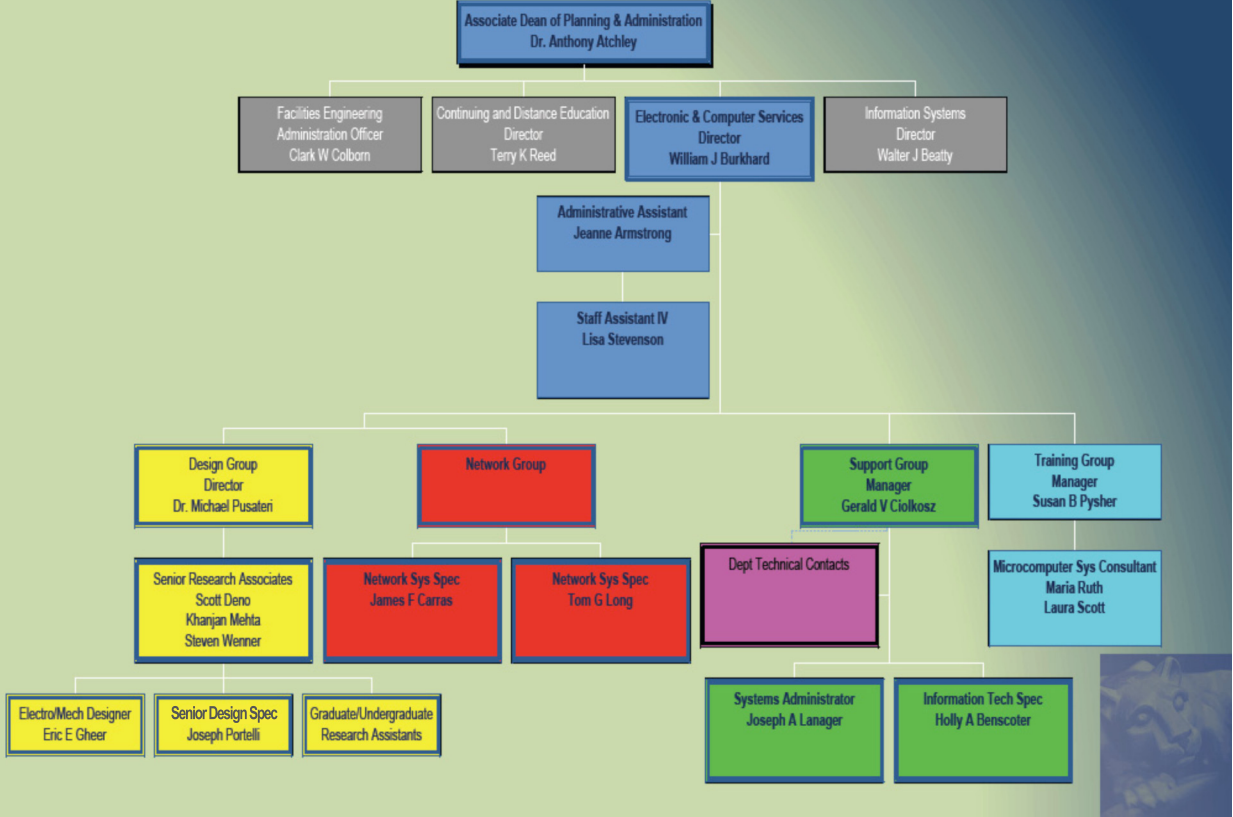 Associate Dean of Planning & Administration
Dr. Anthony Atchley
Facilities Engineering
Administration Officer
Clark W Colborn
Continuing and Distance Education
Director
Terry K Reed
Electronic & Computer Services
Director
William J Burkhard
Information Systems
Director
Walter J Beatty
Administrative Assistant
Jeanne Armstrong
Staff Assistant IV
Lisa Stevenson
Design Group
Director
Dr. Michael Pusateri
Network Group
Support Group
Manager
Gerald V Ciolkosz
Training Group
Manager
Susan B Pysher
Senior Research Associates
Scott Deno
Khanjan Mehta
Steven Wenner
Network Sys Spec
James F Carras
Network Sys Spec
Tom G Long
Dept Technical Contacts
Microcomputer Sys Consultant
Maria Ruth
Laura Scott
Electro/Mech Designer
Eric E Gheer
Senior Design Spec
Joseph Portelli
Graduate/Undergraduate
Research Assistants
Systems Administrator
Joseph A Lanager
Information Tech Spec
Holly A Benscoter